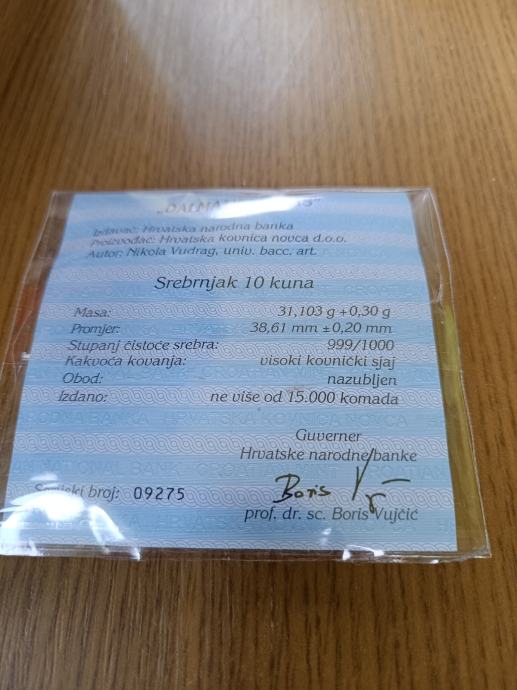 Izdavač: Hrvatska narodna banka
Proizvođač: Hrvatska kovnica novca d.o.o.
Autor: Nikola Vudrag, univ. bacc. art.
Srebrnjak 10 kuna
Masa: 31,103 g +0,30 g
Promjer: 38,61 mm ±0,20 mm
Stupanj čistoće srebra: 999/1000
Kakvoća kovanja: visoki kovnički sjaj
Obod: nazubljen
Izdano: ne više od 15.000 komada
Guverner
Hrvatske narodne banke
Boris
Serijski broj: 09275
prof. dr. sc. Boris Vujčić